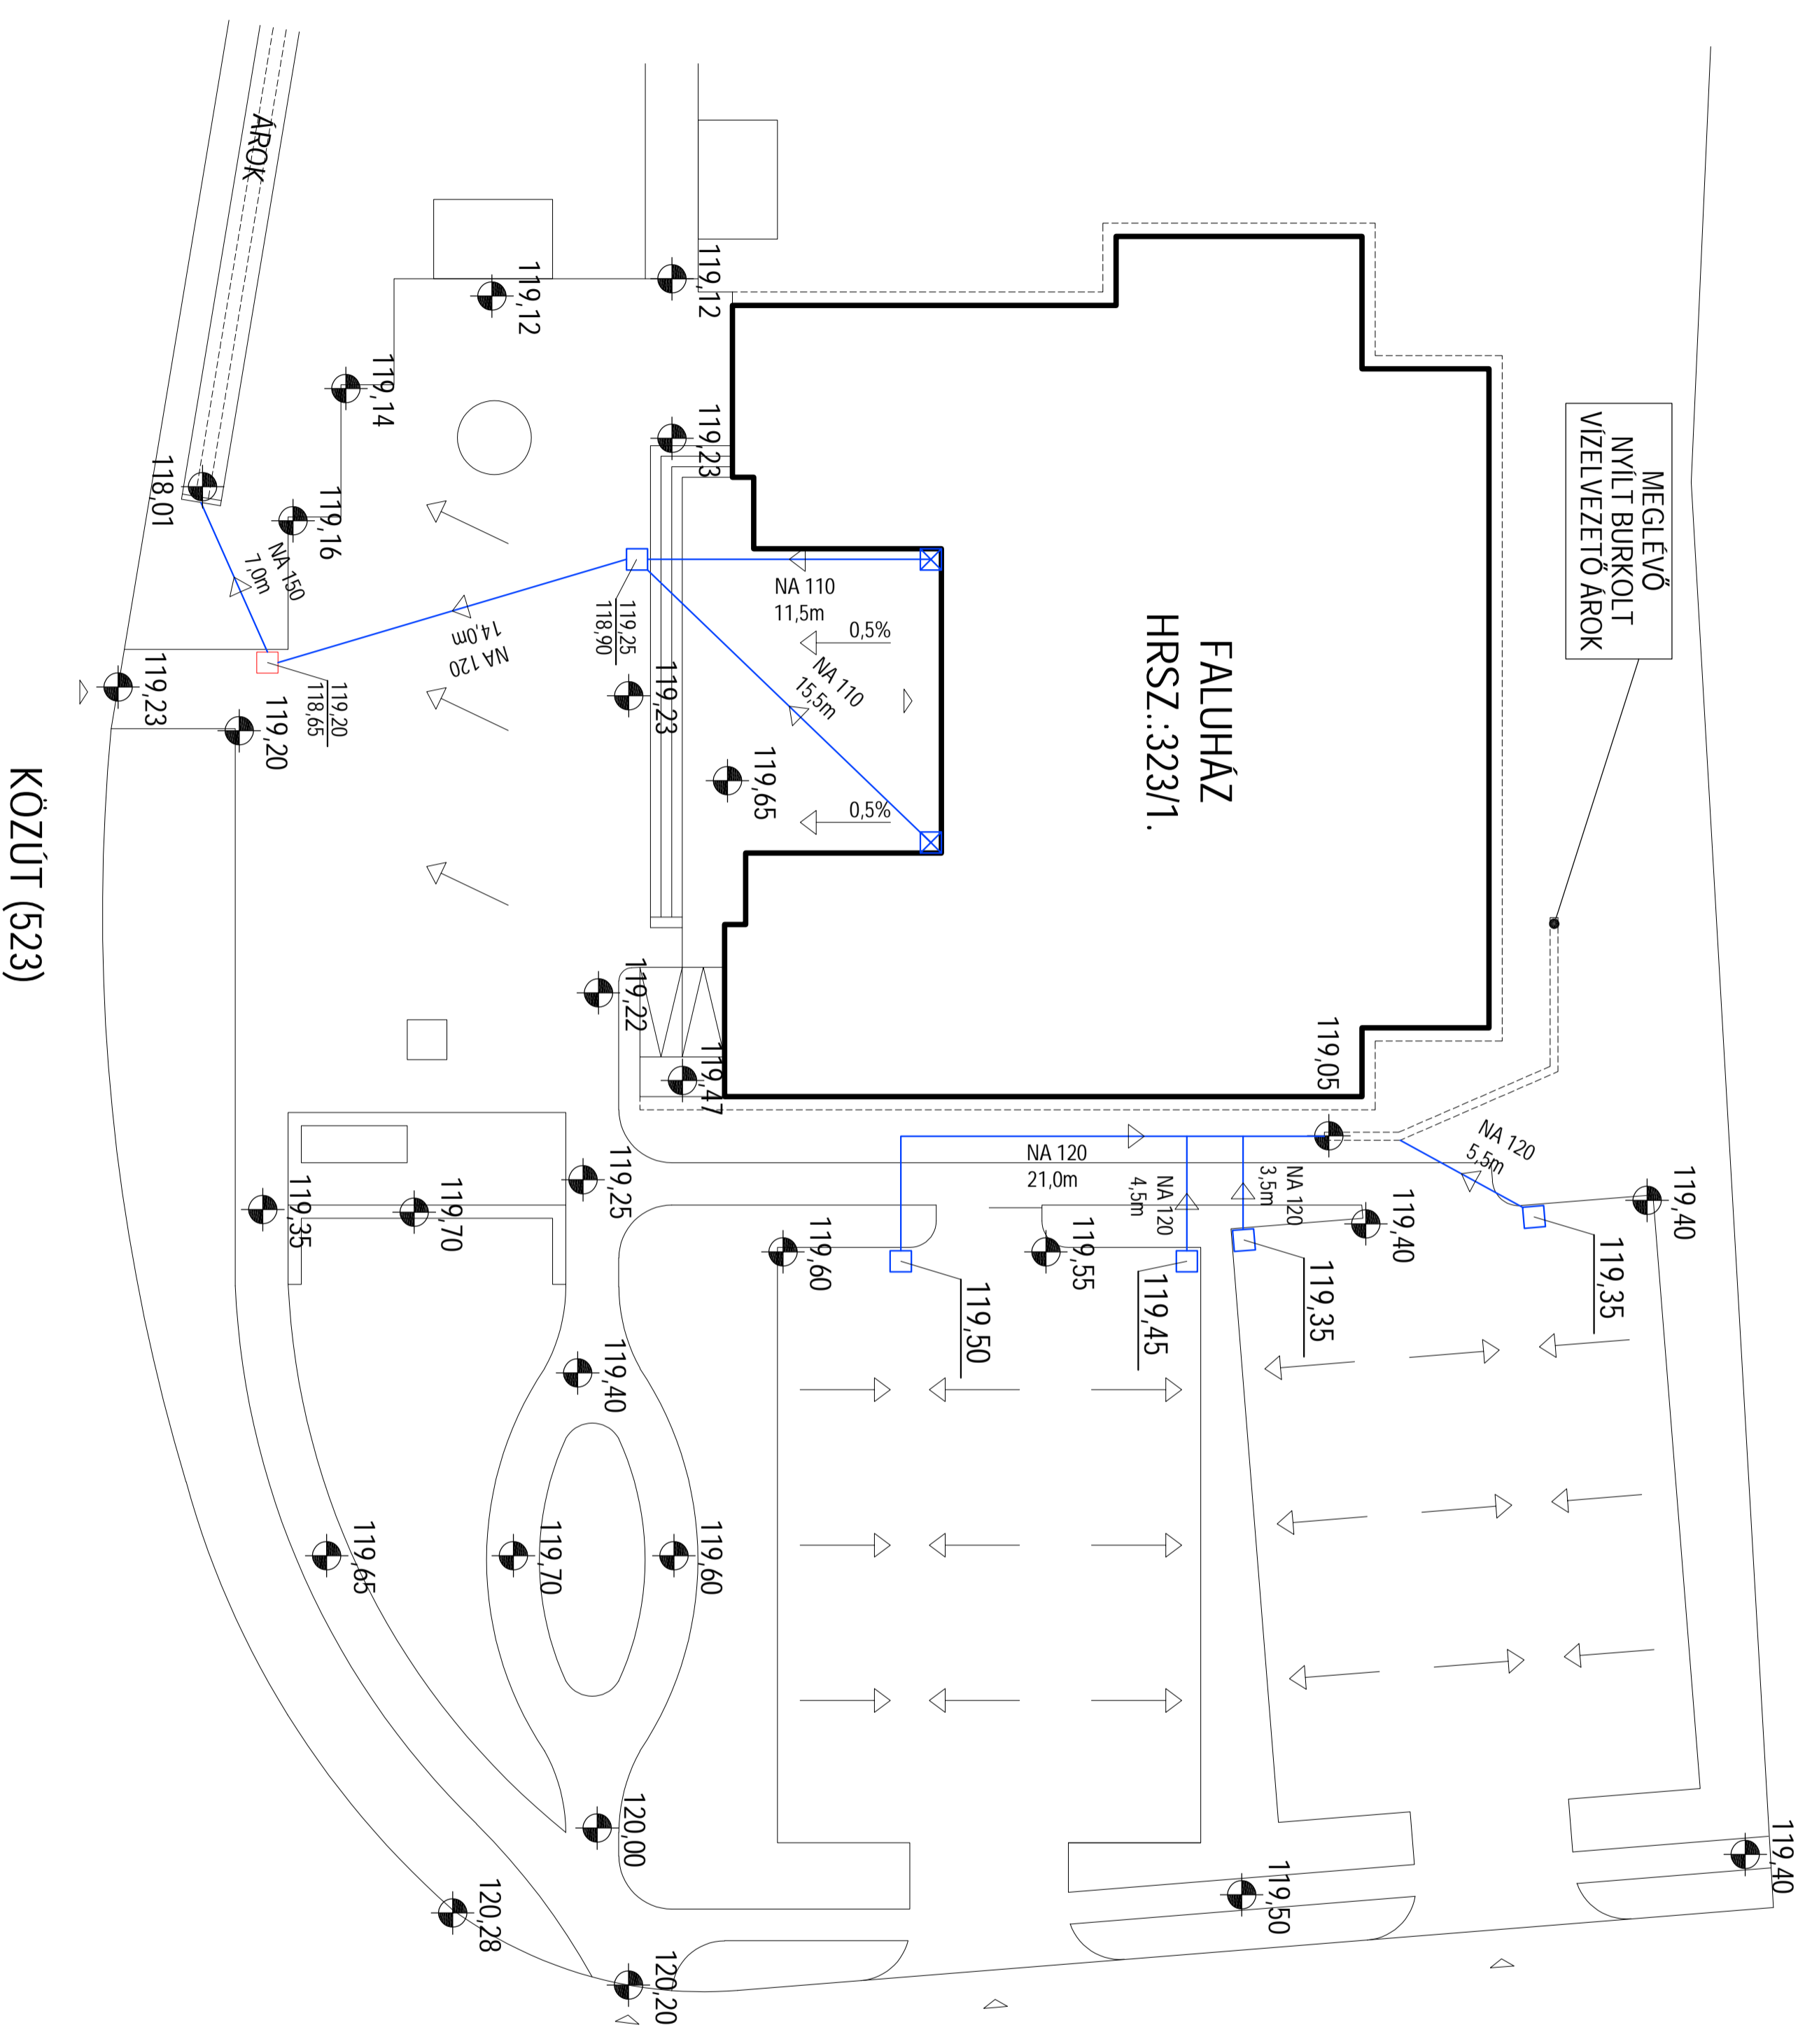 MEGLÉVŐ
NYÍLT BURKOLT
VÍZELVEZETŐ ÁROK
FALUHÁZ
HRSZ.:323/1.
KÖZÚT (523)
ÁROK
119,12
119,12
119,14
119,16
118,01
NA 150
7,0m
119,23
119,23
119,20
119,20
118,65
NA 120
14,0m
119,25
118,90
119,23
NA 110
11,5m
0,5%
NA 110
15,5m
0,5%
119,65
119,22
119,47
119,05
119,25
119,35
119,70
NA 120
21,0m
NA 120
4,5m
NA 120
3,5m
NA 120
5,5m
119,40
119,40
119,35
119,35
119,45
119,55
119,50
119,60
119,40
119,65
119,70
119,60
120,00
120,28
120,20
119,50
119,40